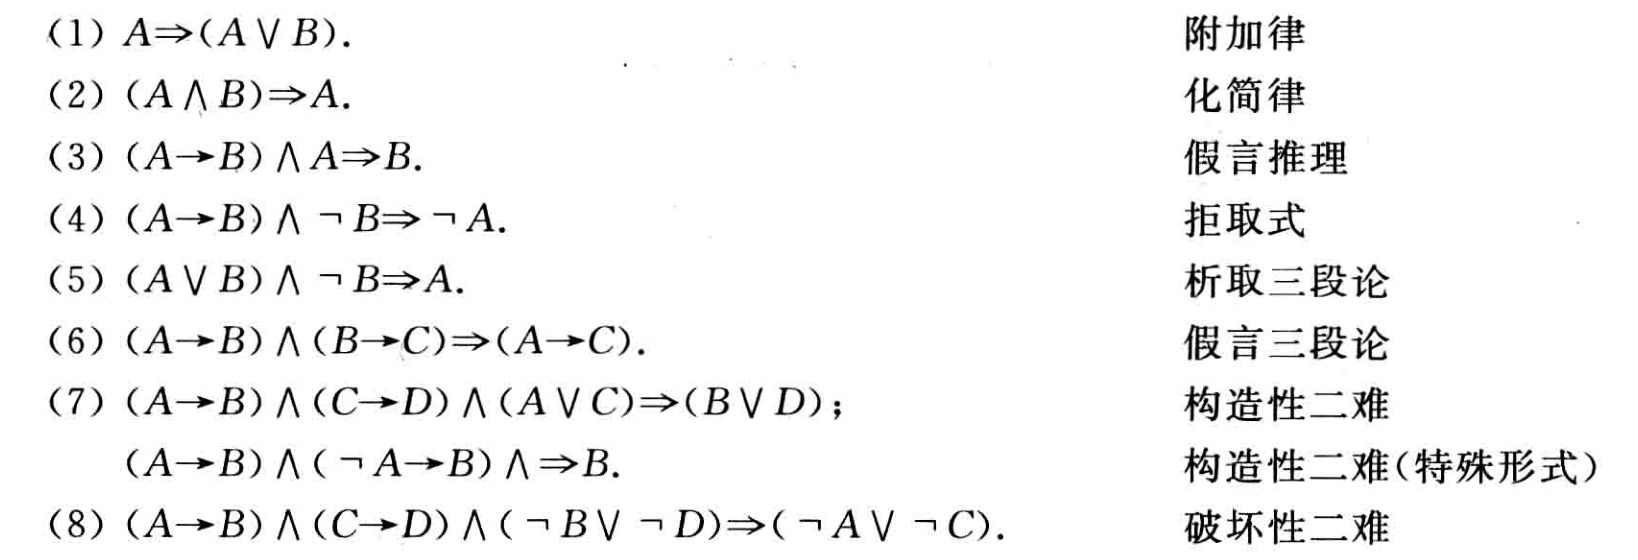 (1) A⇒(A∨B). 附加律
(2) (A∧B)⇒A. 化简律
(3) (A→B)∧A⇒B. 假言推理
(4) (A→B)∧¬B⇒¬A. 拒取式
(5) (A∨B)∧¬B⇒A. 析取三段论
(6) (A→B)∧(B→C)⇒(A→C). 假言三段论
(7) (A→B)∧(C→D)∧(A∨C)⇒(B∨D); 构造性二难
(A→B)∧(¬A→B)∧⇒B. 构造性二难(特殊形式)
(8) (A→B)∧(C→D)∧(¬B∨¬D)⇒(¬A∨¬C). 破坏性二难